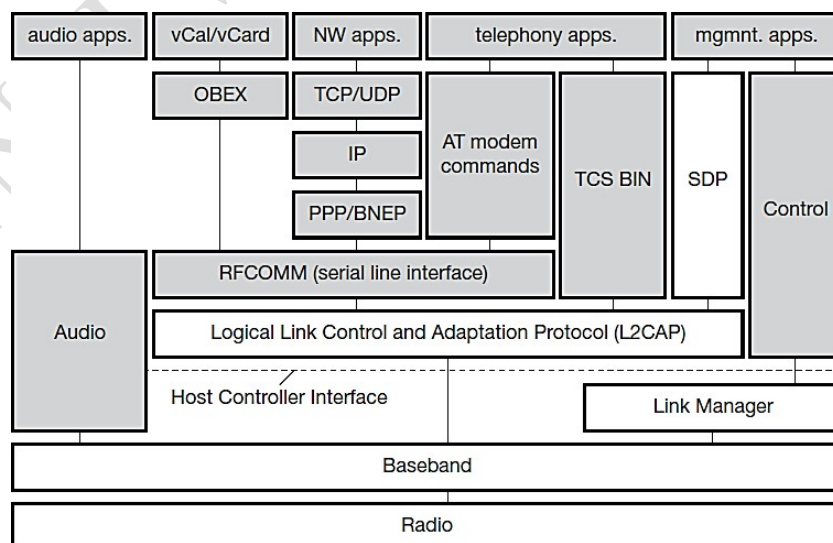 audio apps.
vCal/vCard
NW apps.
telephony apps.
mgmnt. apps.
OBEX
TCP/UDP
AT modem
commands
TCS BIN
SDP
Control
IP
PPP/BNEP
RFCOMM (serial line interface)
Audio
Logical Link Control and Adaptation Protocol (L2CAP)
Host Controller Interface
Link Manager
Baseband
Radio